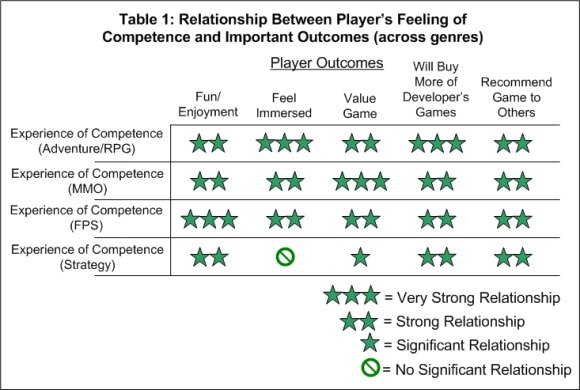 Table 1: Relationship Between Player's Feeling of
Competence and Important Outcomes (across genres)
Player Outcomes
Fun/
Enjoyment
Feel
Immersed
Value
Game
Will Buy
More of
Developer's
Games
Recommend
Game to
Others
Experience of Competence
(Adventure/RPG)
Experience of Competence
(MMO)
Experience of Competence
(FPS)
Experience of Competence
(Strategy)
= Very Strong Relationship
= Strong Relationship
= Significant Relationship
= No Significant Relationship